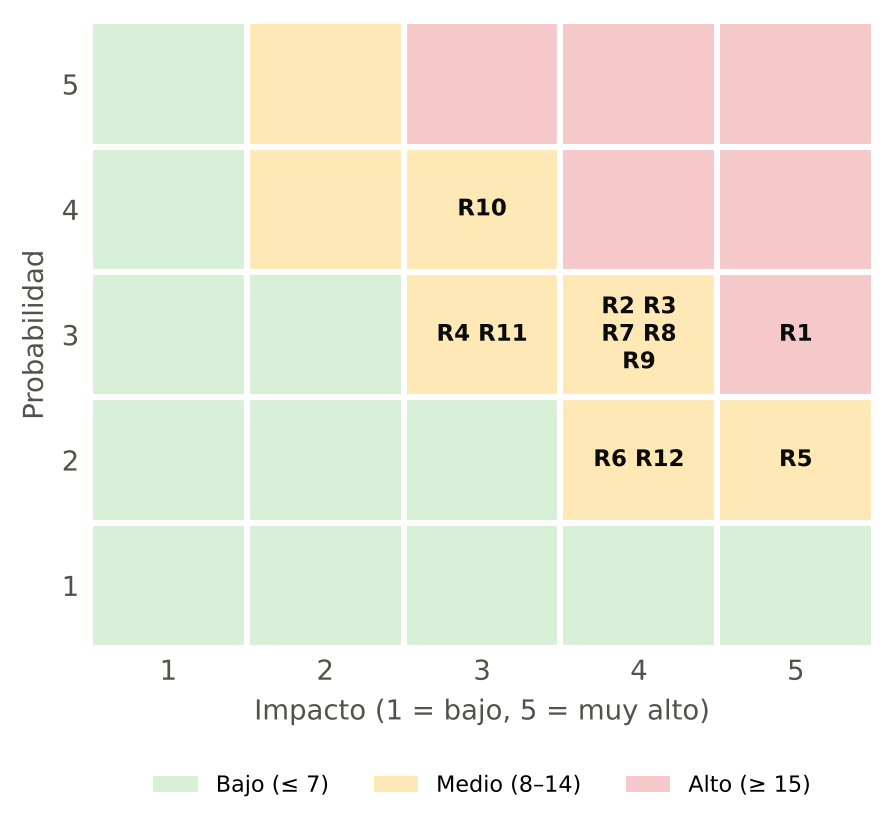 Probabilidad
5
4
R10
3
R4 R11
R2 R3
R7 R8
R9
R1
2
R6 R12
R5
1
1 2 3 4 5
Impacto (1 = bajo, 5 = muy alto)
Bajo (≤ 7) Medio (8–14) Alto (≥ 15)